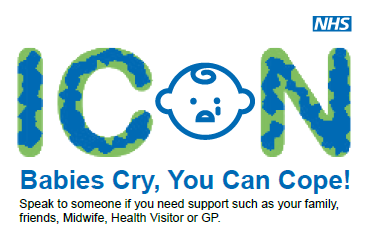 NHS
ICON
Babies Cry, You Can Cope!
Speak to someone if you need support such as your family,
friends, Midwife, Health Visitor or GP.